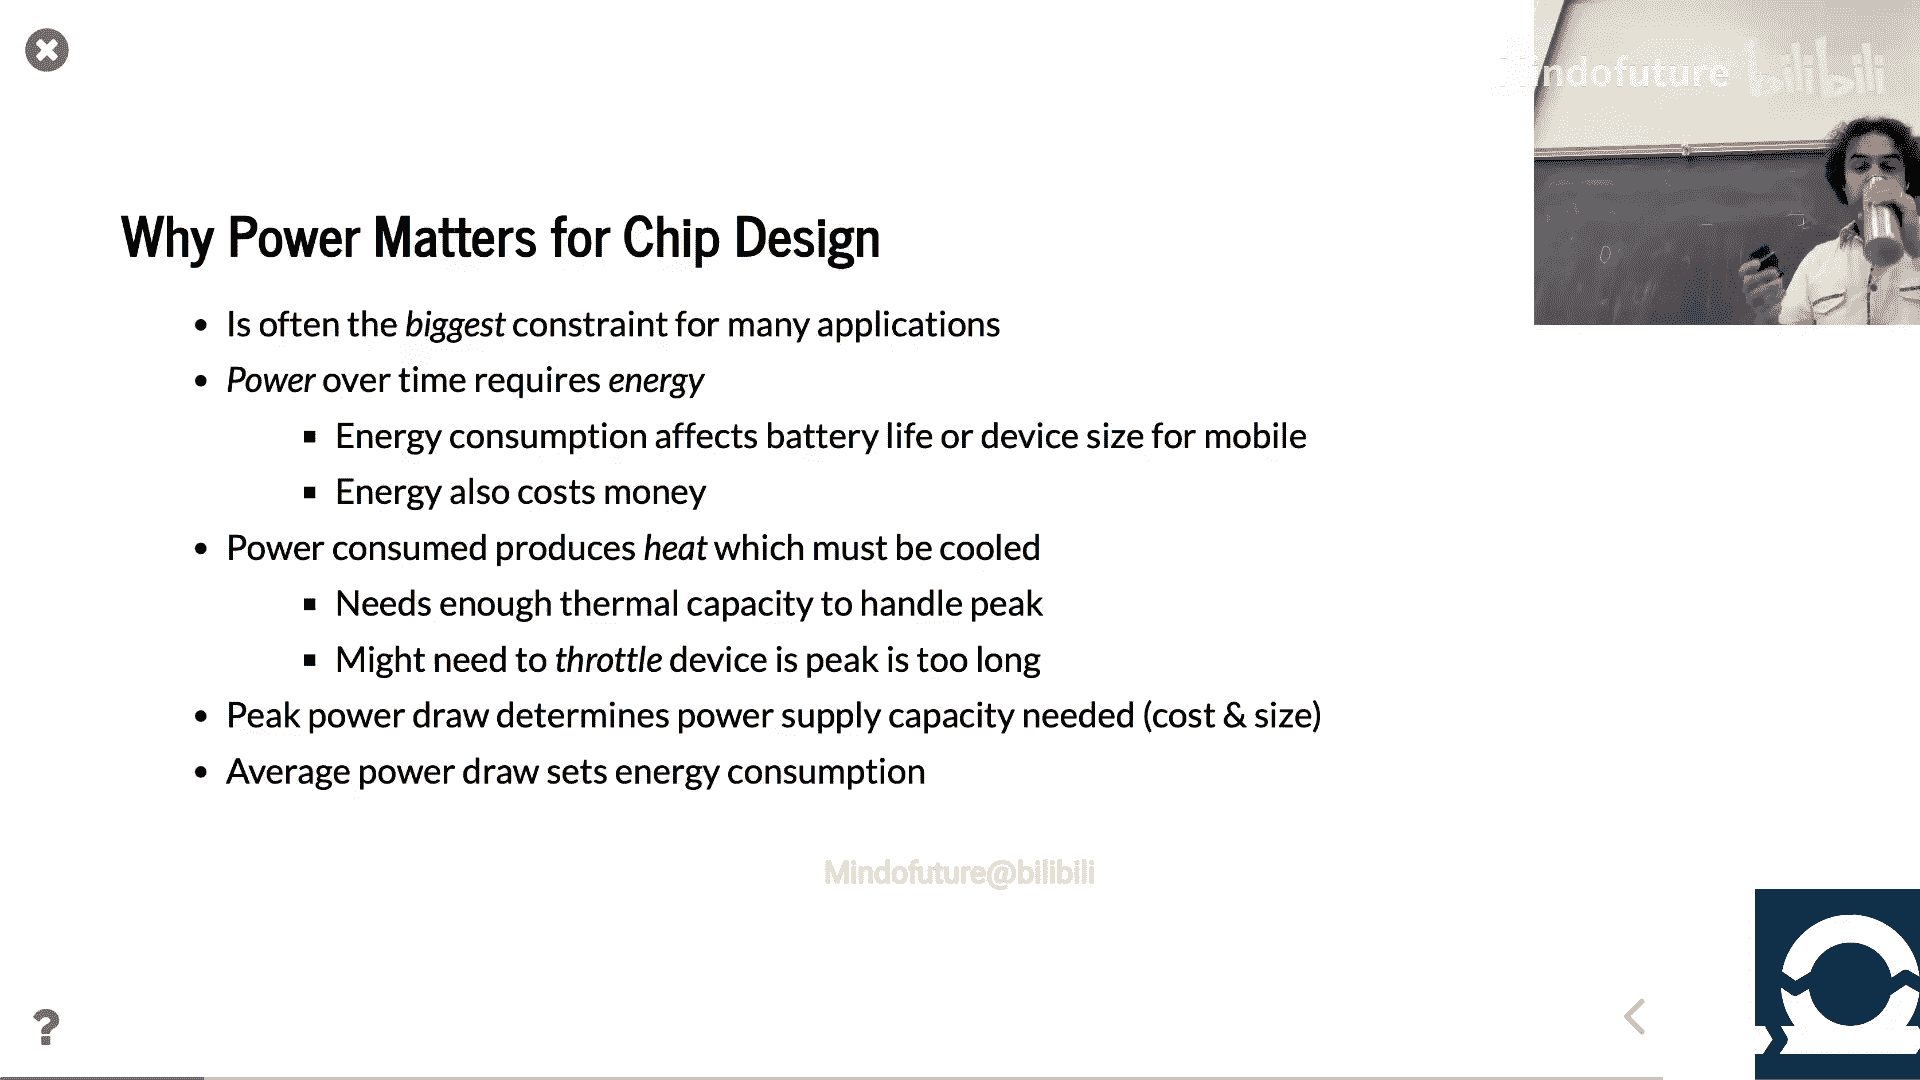 indofuture bilibili
Why Power Matters for Chip Design
• Is often the biggest constraint for many applications
• Power over time requires energy
▪ Energy consumption affects battery life or device size for mobile
▪ Energy also costs money
• Power consumed produces heat which must be cooled
▪ Needs enough thermal capacity to handle peak
▪ Might need to throttle device is peak is too long
• Peak power draw determines power supply capacity needed (cost & size)
• Average power draw sets energy consumption
Mindofuture@bilibili
?